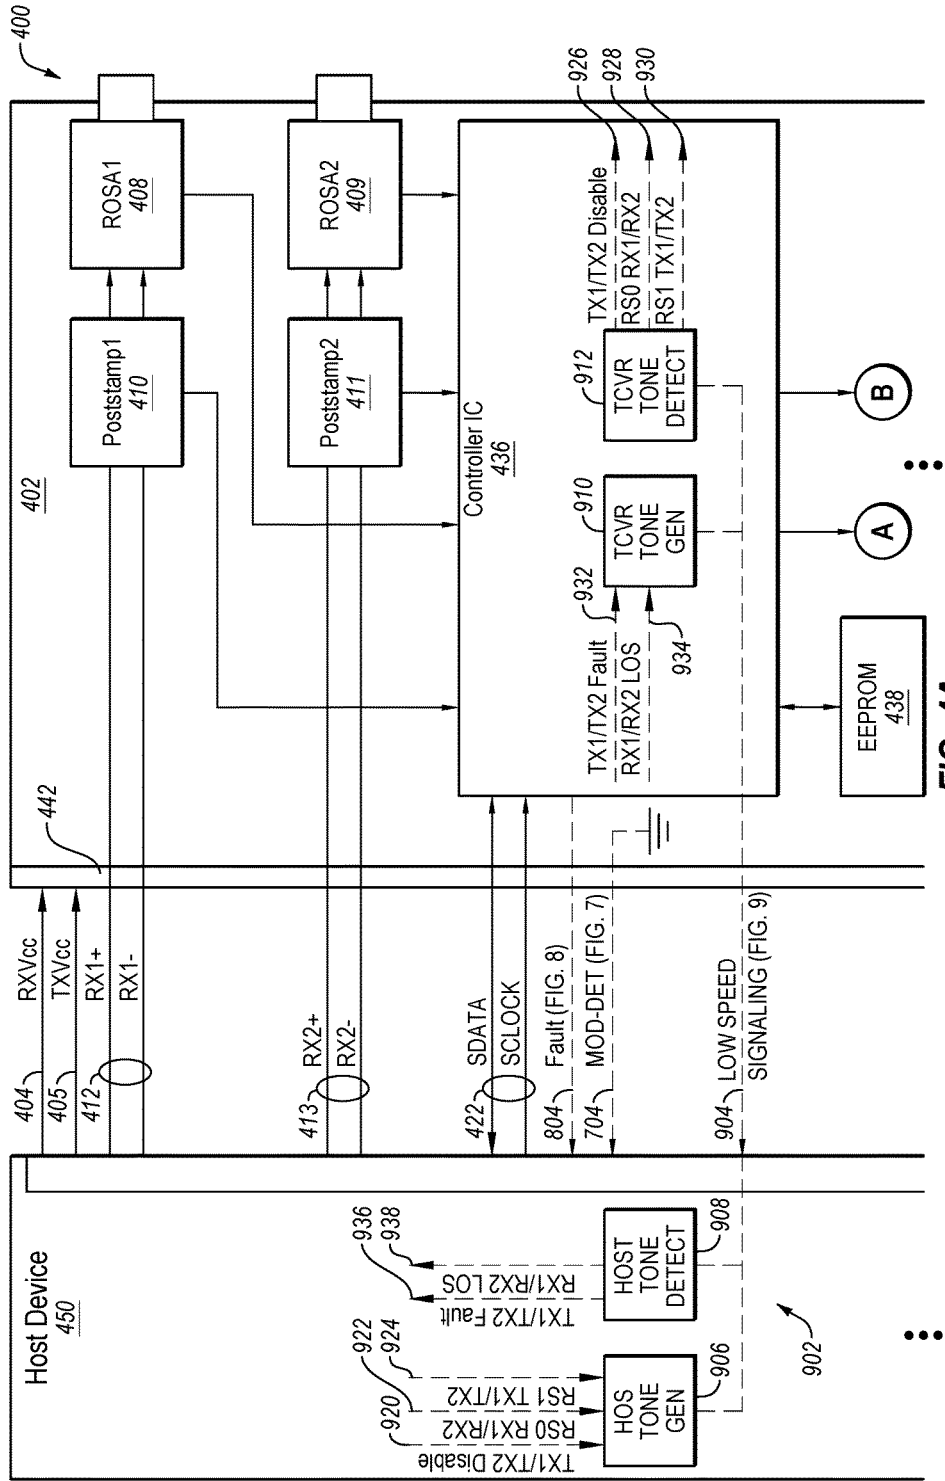 400
402
ROSA1
408
Poststamp1
410
ROSA2
409
Poststamp2
411
442
Controller IC
436
TX1/TX2 Fault
932
RX1/RX2 LOS
934
TCVR
TONE
GEN
910
TCVR
TONE
DETECT
912
TX1/TX2 Disable
926
RS0 RX1/RX2
928
RS1 TX1/TX2
930
EEPROM
438
A
B
404
RXVcc
405
TXVcc
412
RX1+
RX1-
413
RX2+
RX2-
422
SDATA
SCLOCK
804
Fault (FIG. 8)
704
MOD-DET (FIG. 7)
904
LOW SPEED
SIGNALING (FIG. 9)
Host Device
450
TX1/TX2 Disable
920
RS0 RX1/RX2
922
RS1 TX1/TX2
924
TX1/TX2 Fault
936
RX1/RX2 LOS
938
HOS
TONE
GEN
906
HOST
TONE
DETECT
908
902